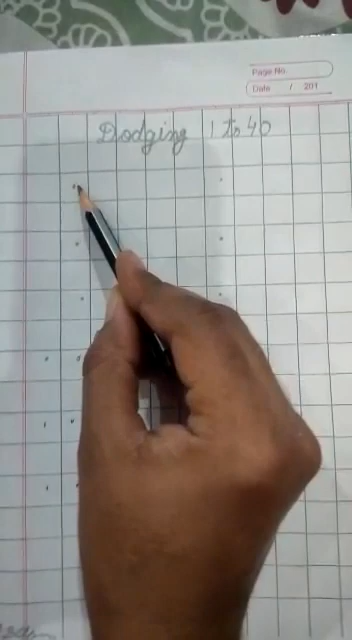 Page No.
Date / 201
Dodging 1 to 40